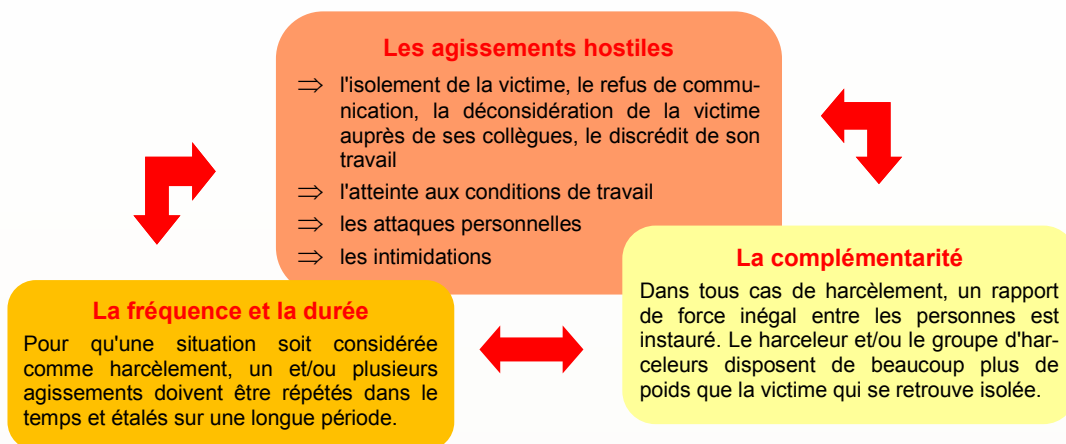 Les agissements hostiles
⇒ l'isolement de la victime, le refus de commu-
nication, la déconsidération de la victime
auprès de ses collègues, le discrédit de son
travail
⇒ l'atteinte aux conditions de travail
⇒ les attaques personnelles
⇒ les intimidations
La fréquence et la durée
Pour qu'une situation soit considérée
comme harcèlement, un et/ou plusieurs
agissements doivent être répétés dans le
temps et étalés sur une longue période.
La complémentarité
Dans tous cas de harcèlement, un rapport
de force inégal entre les personnes est
instauré. Le harceleur et/ou le groupe d'har-
celeurs disposent de beaucoup plus de
poids que la victime qui se retrouve isolée.